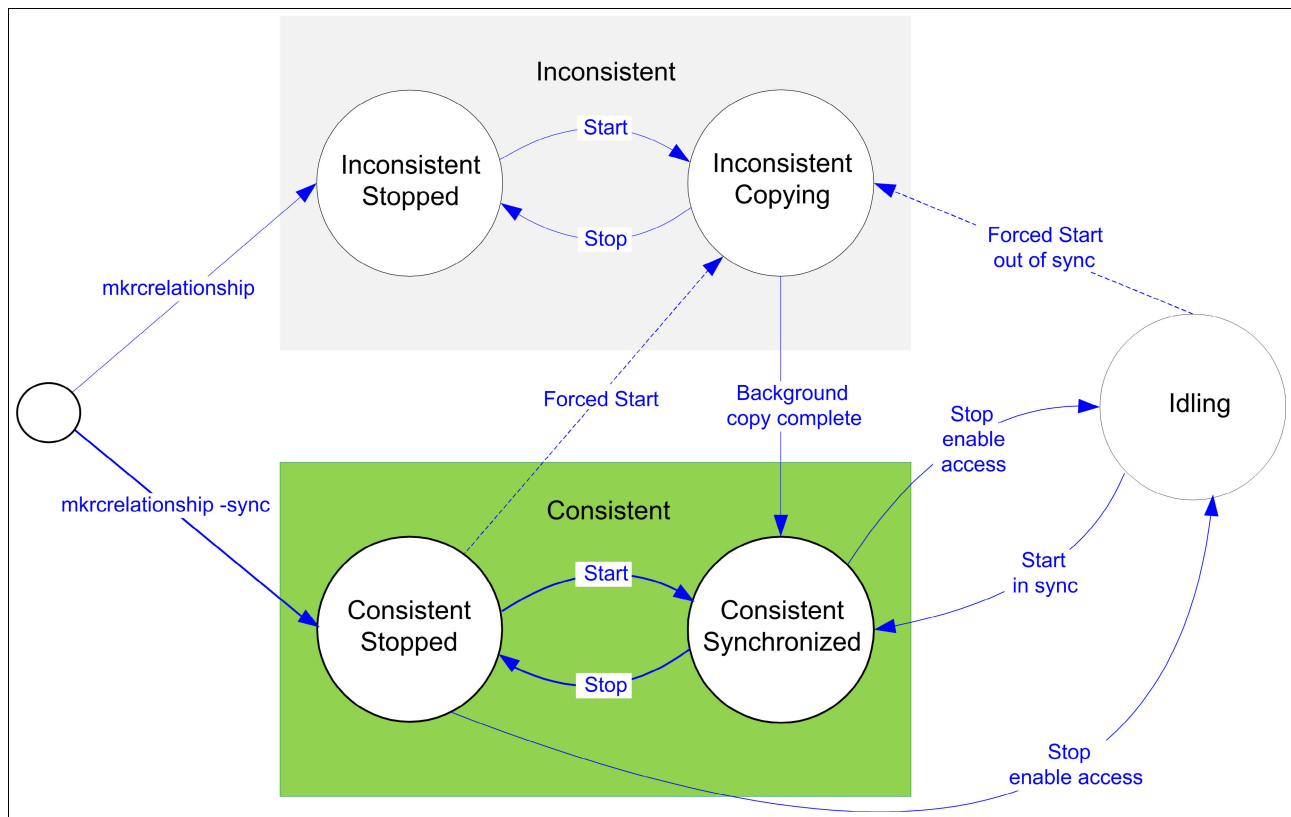 Inconsistent
Start
Inconsistent
Stopped
Inconsistent
Copying
Stop
Forced Start
out of sync
mkrcrelationship
Forced Start
Background
copy complete
Idling
Stop
enable
access
mkrcrelationship -sync
Consistent
Start
Start
in sync
Consistent
Stopped
Consistent
Synchronized
Stop
Stop
enable access